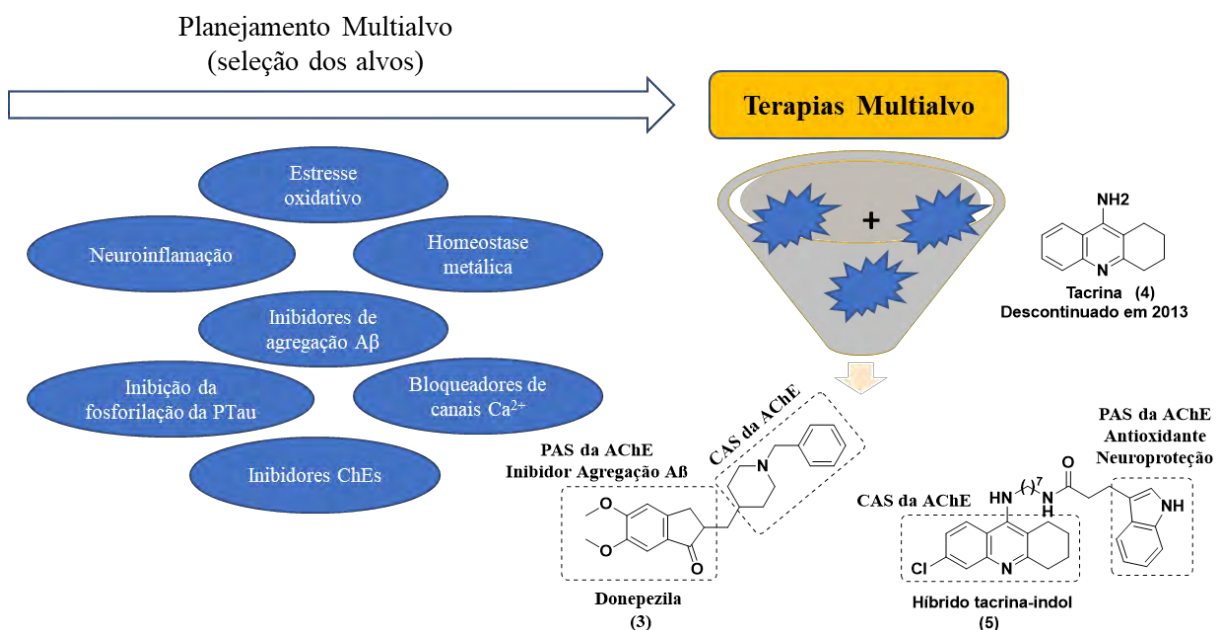 Planejamento Multialvo
(seleção dos alvos)
Terapias Multialvo
Estresse
oxidativo
Neuroinflamação
Homeostase
metálica
Inibidores de
agregação Aβ
Inibição da
fosforilação da PTau
Bloqueadores de
canais Ca²⁺
Inibidores ChEs
+
NH2
N
Tacrina (4)
Descontinuado em 2013
PAS da AChE
Inibidor Agregação Aß
CAS da AChE
N
O
O
O
Donepezila
(3)
PAS da AChE
Antioxidante
Neuroproteção
CAS da AChE
HN
(-)7
N
H
O
NH
Cl
N
Híbrido tacrina-indol
(5)